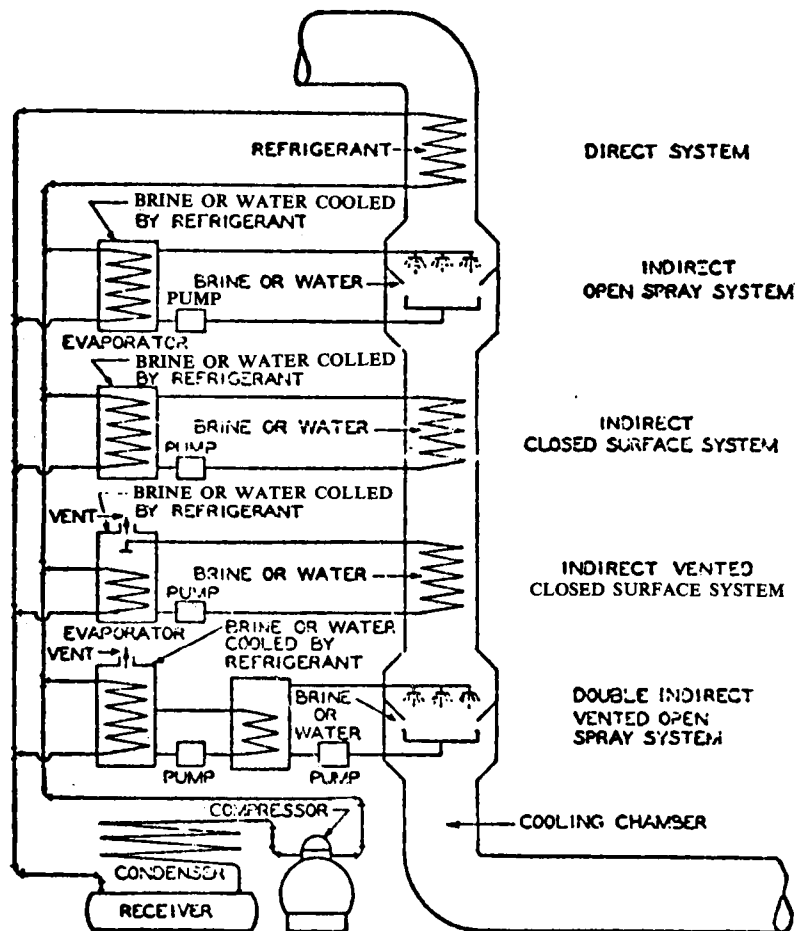 REFRIGERANT
DIRECT SYSTEM
BRINE OR WATER COOLED
BY REFRIGERANT
BRINE OR WATER
PUMP
EVAPORATOR
INDIRECT
OPEN SPRAY SYSTEM
BRINE OR WATER COLLED
BY REFRIGERANT
BRINE OR WATER
PUMP
INDIRECT
CLOSED SURFACE SYSTEM
BRINE OR WATER COLLED
BY REFRIGERANT
VENT
BRINE OR WATER
PUMP
EVAPORATOR
INDIRECT VENTED
CLOSED SURFACE SYSTEM
VENT
BRINE OR WATER
COOLED BY
REFRIGERANT
BRINE
OR
WATER
PUMP
PUMP
DOUBLE INDIRECT
VENTED OPEN
SPRAY SYSTEM
COMPRESSOR
COOLING CHAMBER
CONDENSER
RECEIVER